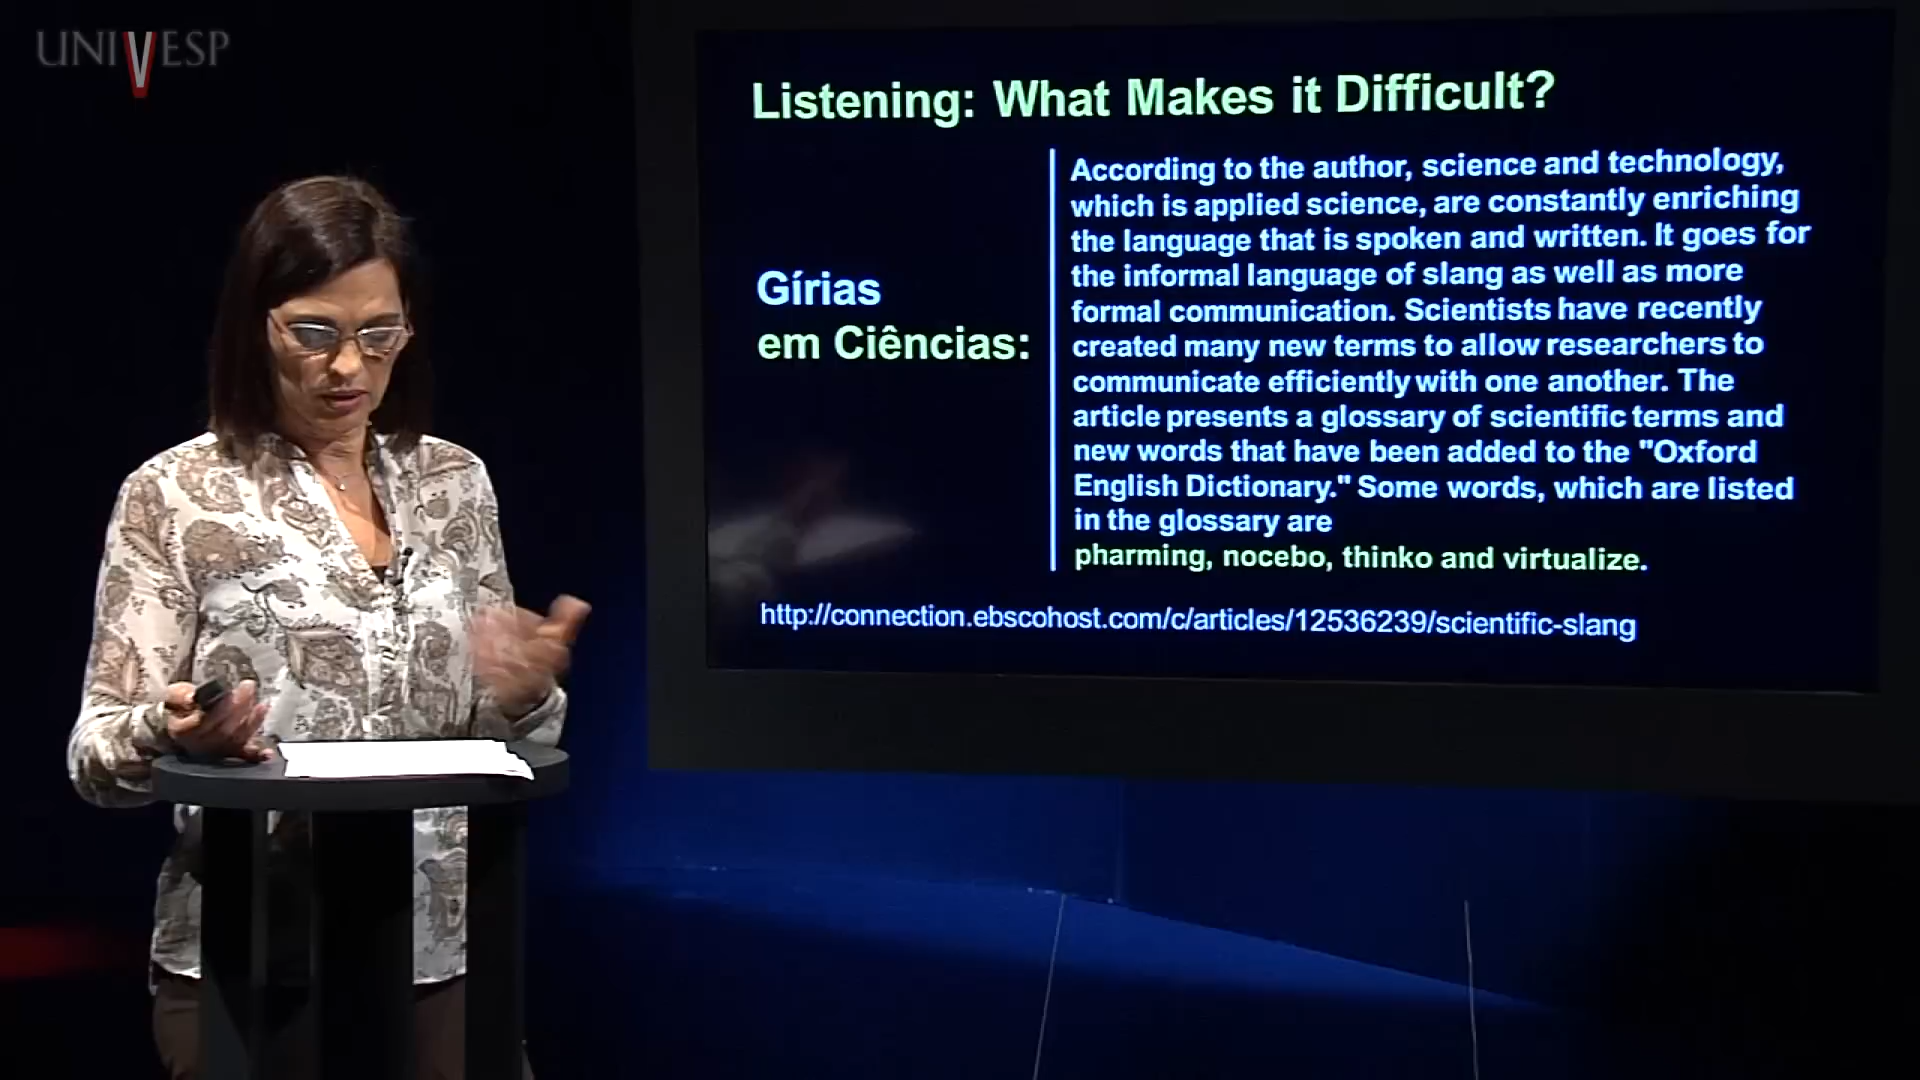 UNIVESP
Listening: What Makes it Difficult?
Gírias
em Ciências:
According to the author, science and technology,
which is applied science, are constantly enriching
the language that is spoken and written. It goes for
the informal language of slang as well as more
formal communication. Scientists have recently
created many new terms to allow researchers to
communicate efficiently with one another. The
article presents a glossary of scientific terms and
new words that have been added to the "Oxford
English Dictionary." Some words, which are listed
in the glossary are
pharming, nocebo, thinko and virtualize.
http://connection.ebscohost.com/c/articles/12536239/scientific-slang